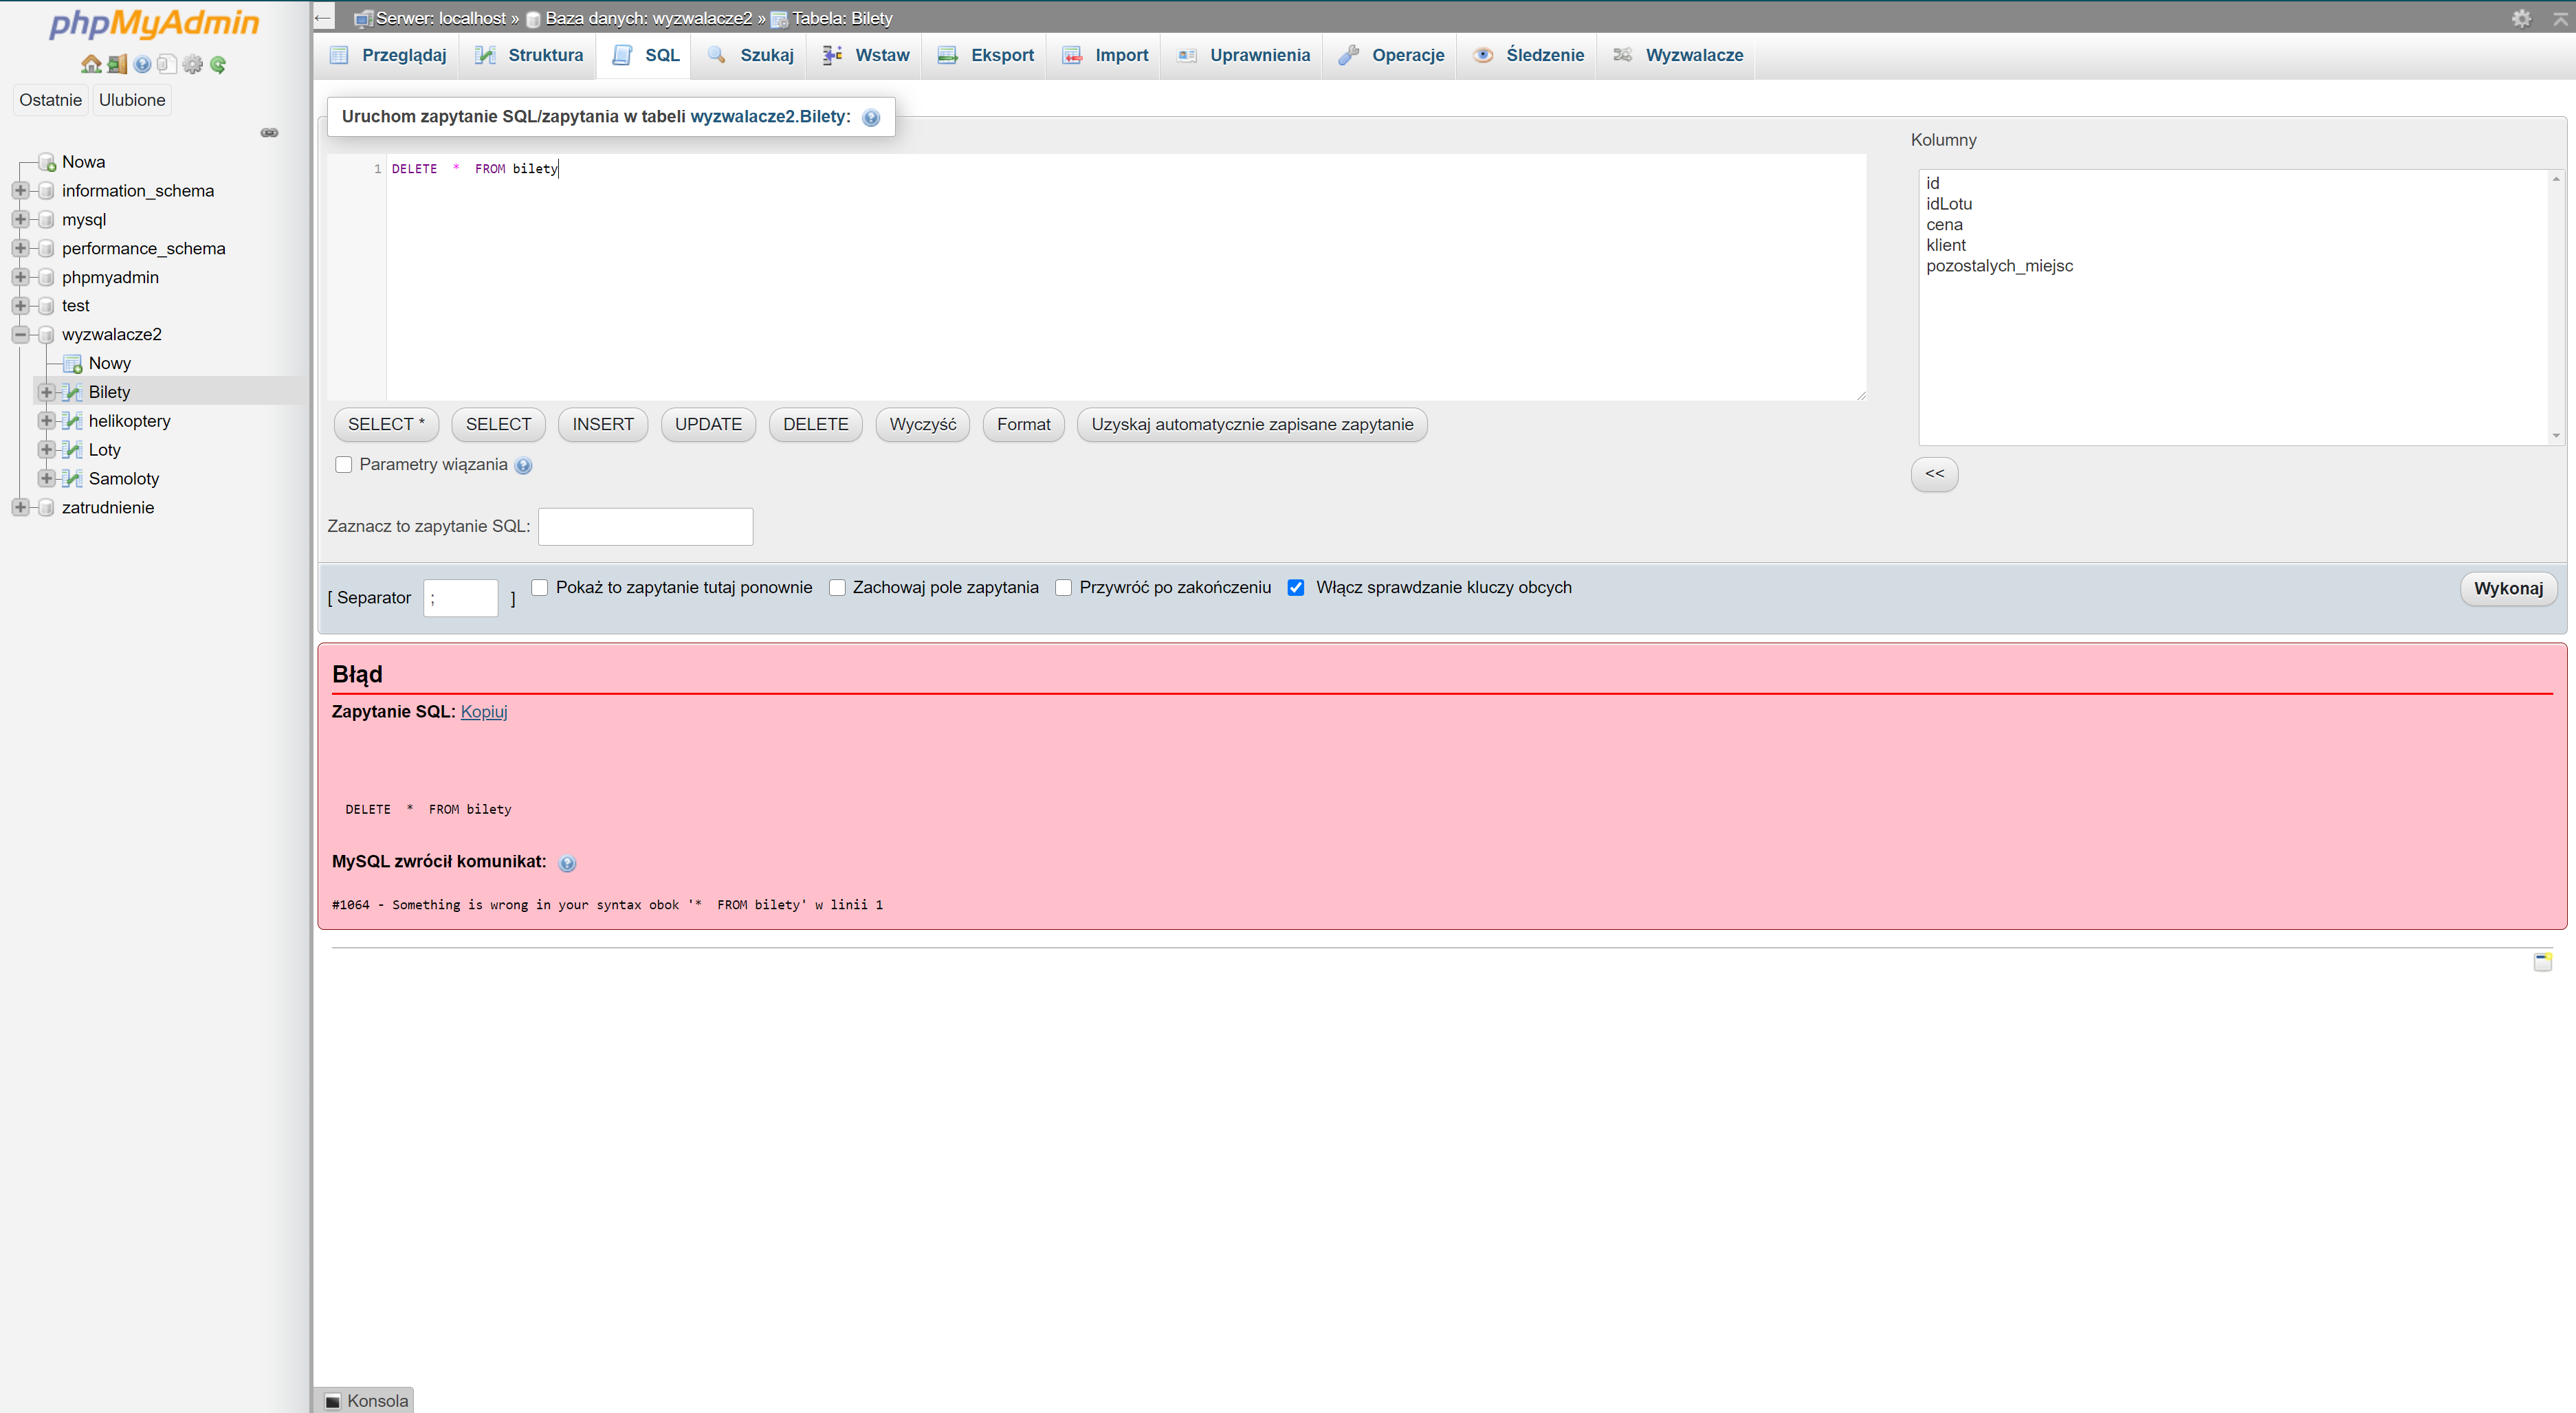 phpMyAdmin
Ostatnie
Ulubione
Nowa
information_schema
mysql
performance_schema
phpmyadmin
test
wyzwalacze2
Nowy
Bilety
helikoptery
Loty
Samoloty
zatrudnienie
Serwer: localhost » Baza danych: wyzwalacze2 » Tabela: Bilety
Przeglądaj Struktura SQL Szukaj Wstaw Eksport Import Uprawnienia Operacje Śledzenie Wyzwalacze
Uruchom zapytanie SQL/zapytania w tabeli wyzwalacze2.Bilety:
1 DELETE * FROM bilety
Kolumny
id
idLotu
cena
klient
pozostalych_miejsc
<<
SELECT * SELECT INSERT UPDATE DELETE Wyczyść Format Uzyskaj automatycznie zapisane zapytanie
Parametry wiązania
Zaznacz to zapytanie SQL:
[ Separator ; ] Pokaż to zapytanie tutaj ponownie Zachowaj pole zapytania Przywróć po zakończeniu Włącz sprawdzanie kluczy obcych Wykonaj
Błąd
Zapytanie SQL: Kopiuj
DELETE * FROM bilety
MySQL zwrócił komunikat:
#1064 - Something is wrong in your syntax obok '* FROM bilety' w linii 1
Konsola